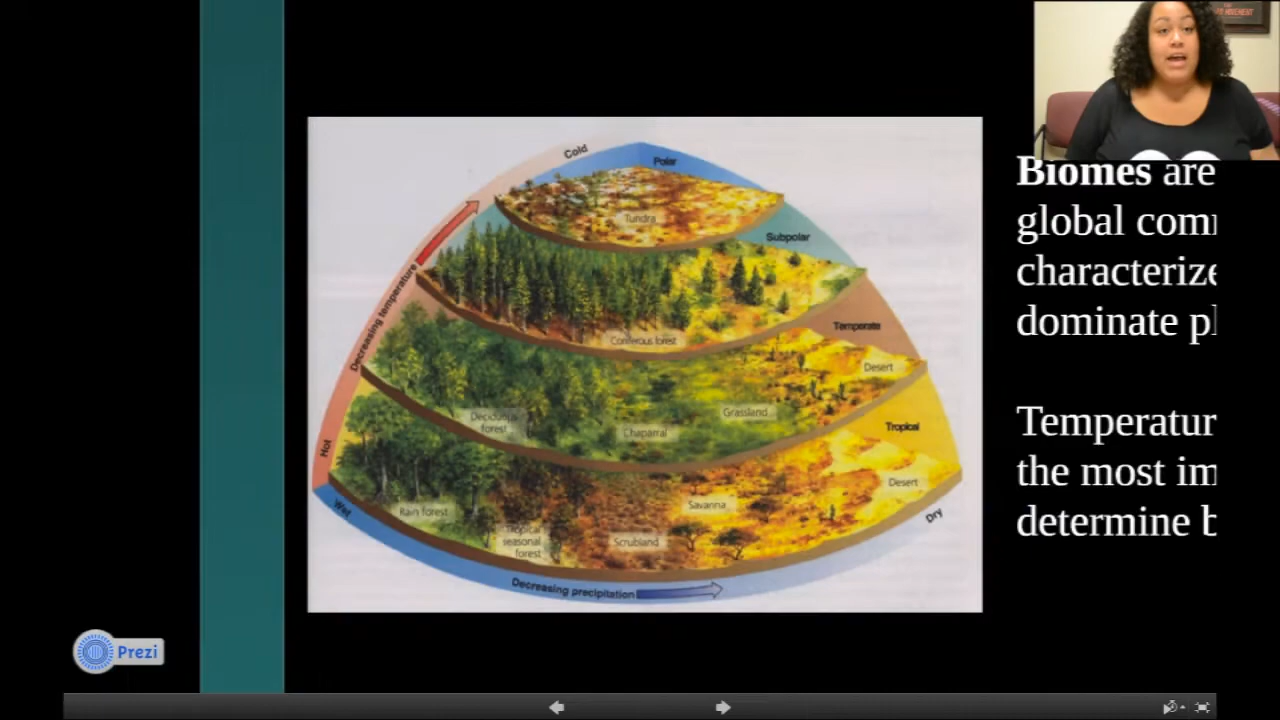 Cold
Polar
Tundra
Subpolar
Decreasing temperature
Coniferous forest
Temperate
Desert
Deciduous
forest
Chaparral
Grassland
Tropical
Hot
Wet
Rain forest
Tropical
seasonal
forest
Scrubland
Savanna
Desert
Dry
Decreasing precipitation
Biomes are
global com
characterize
dominate pl
Temperatur
the most im
determine b
Prezi